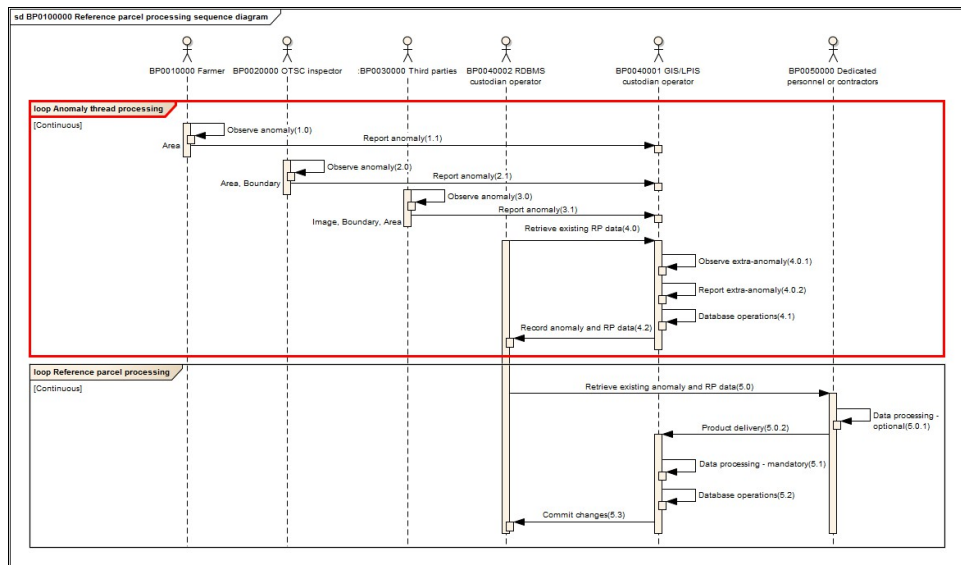 sd BP0100000 Reference parcel processing sequence diagram
BP0010000 Farmer
BP0020000 OTSC inspector
:BP0030000 Third parties
BP0040002 RDBMS
custodian operator
BP0040001 GIS/LPIS
custodian operator
BP0050000 Dedicated
personnel or contractors
loop Anomaly thread processing
[Continuous]
Observe anomaly(1.0)
Report anomaly(1.1)
Area
Observe anomaly(2.0)
Report anomaly(2.1)
Area, Boundary
Observe anomaly(3.0)
Report anomaly(3.1)
Image, Boundary, Area
Retrieve existing RP data(4.0)
Observe extra-anomaly(4.0.1)
Report extra-anomaly(4.0.2)
Database operations(4.1)
Record anomaly and RP data(4.2)
loop Reference parcel processing
[Continuous]
Retrieve existing anomaly and RP data(5.0)
Data processing -
optional(5.0.1)
Product delivery(5.0.2)
Data processing - mandatory(5.1)
Database operations(5.2)
Commit changes(5.3)